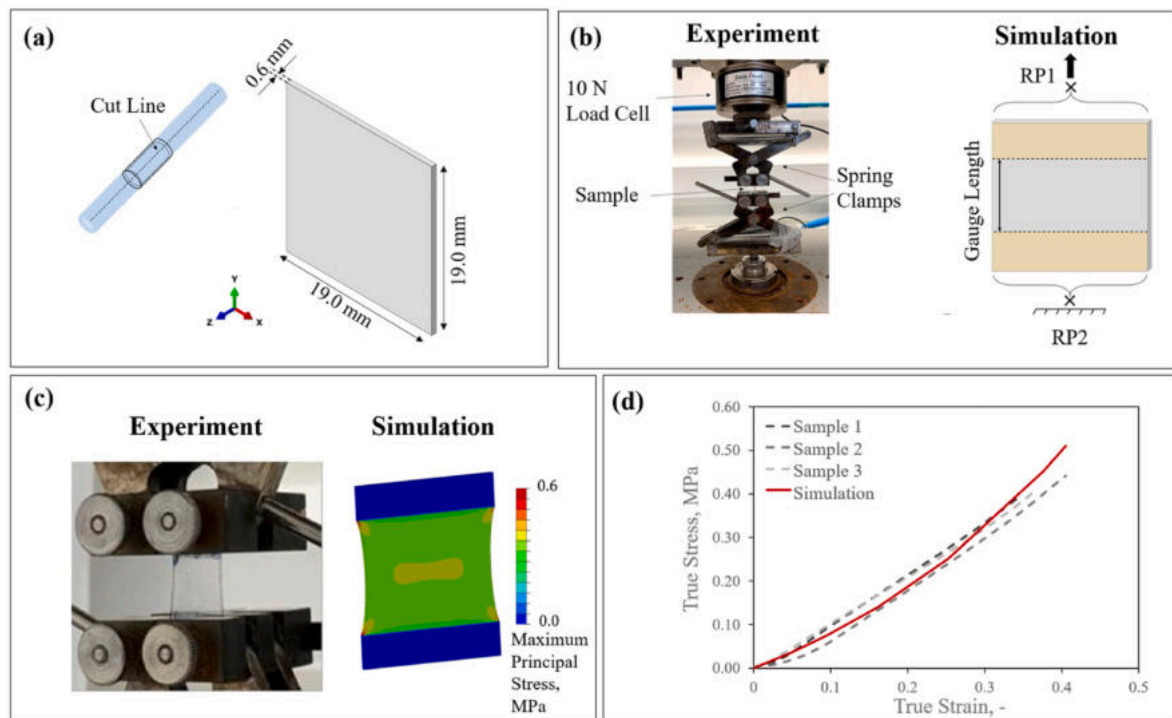 (a)
0.6 mm
Cut Line
19.0 mm
19.0 mm
Y
Z
X
(b)
Experiment
Simulation
10 N
Load Cell
Sample
Spring
Clamps
RP1
Gauge Length
RP2
(c)
Experiment
Simulation
0.6
0.0
Maximum
Principal
Stress,
MPa
(d)
True Stress, MPa
0.60
0.50
0.40
0.30
0.20
0.10
0.00
Sample 1
Sample 2
Sample 3
Simulation
0
0.1
0.2
0.3
0.4
0.5
True Strain, -